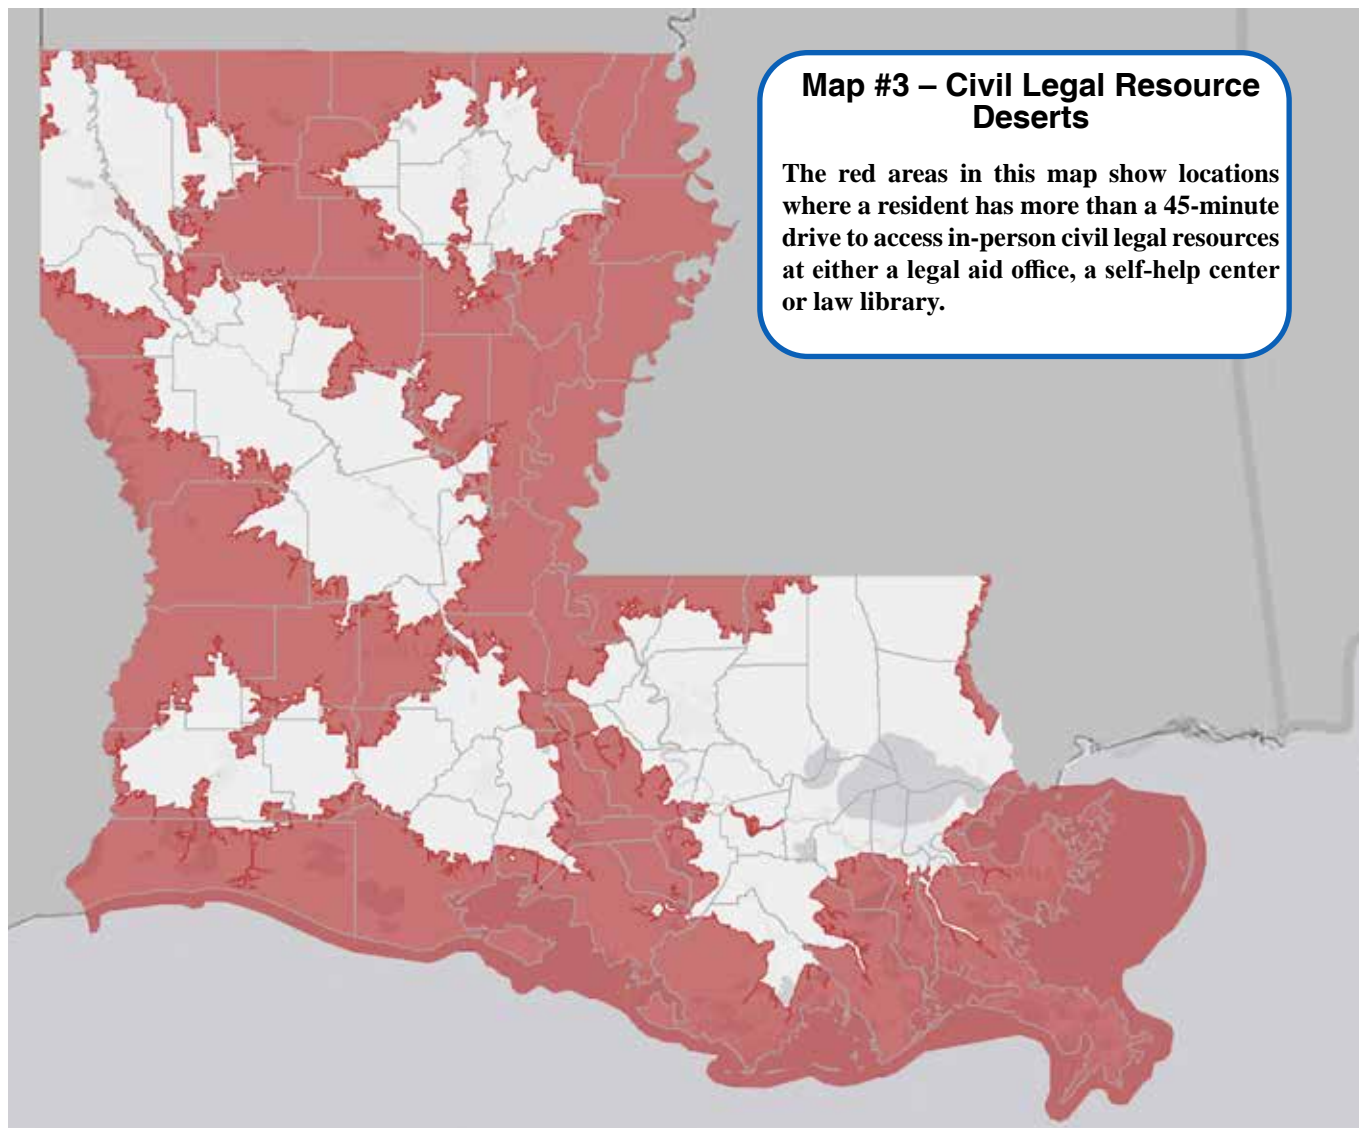 Map #3 – Civil Legal Resource
Deserts
The red areas in this map show locations
where a resident has more than a 45-minute
drive to access in-person civil legal resources
at either a legal aid office, a self-help center
or law library.